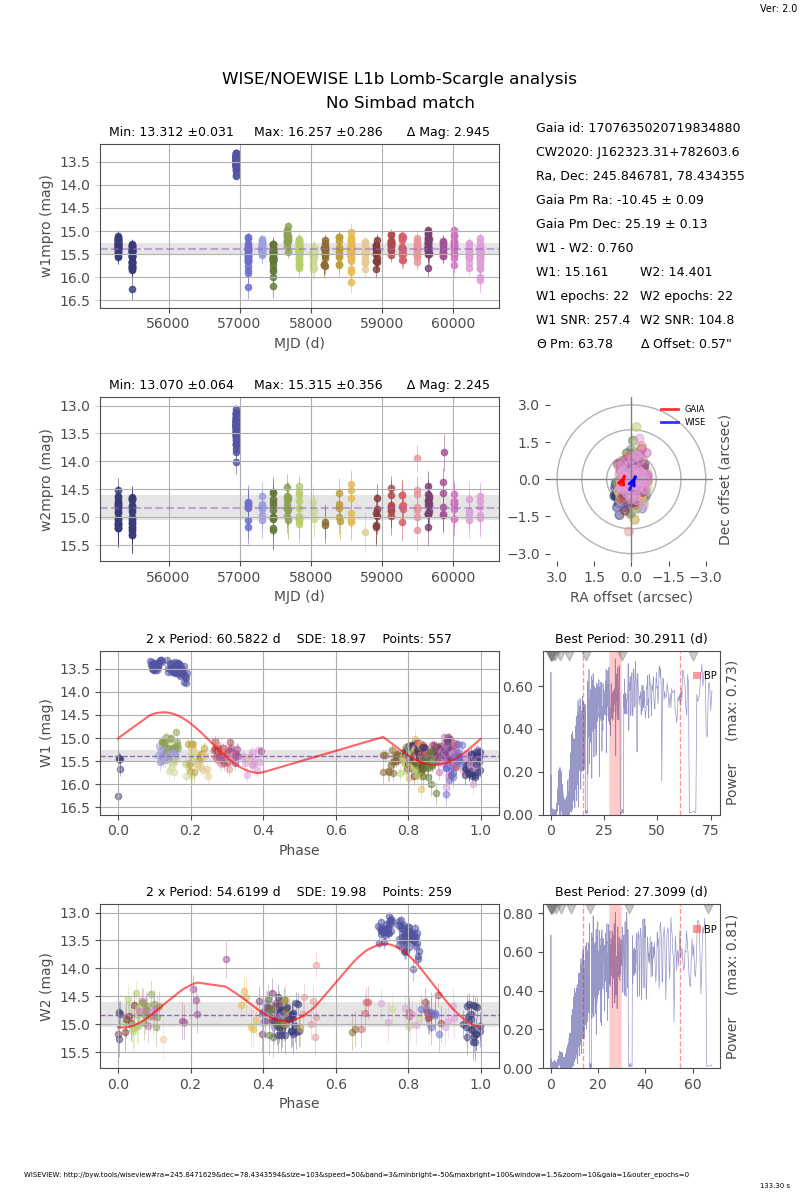 Ver: 2.0
WISE/NOEWISE L1b Lomb-Scargle analysis
No Simbad match
Min: 13.312 ±0.031 Max: 16.257 ±0.286 Δ Mag: 2.945
13.5
14.0
14.5
15.0
15.5
16.0
16.5
w1mpro (mag)
56000 57000 58000 59000 60000
MJD (d)
Gaia id: 1707635020719834880
CW2020: J162323.31+782603.6
Ra, Dec: 245.846781, 78.434355
Gaia Pm Ra: -10.45 ± 0.09
Gaia Pm Dec: 25.19 ± 0.13
W1 - W2: 0.760
W1: 15.161 W2: 14.401
W1 epochs: 22 W2 epochs: 22
W1 SNR: 257.4 W2 SNR: 104.8
Θ Pm: 63.78 Δ Offset: 0.57"
Min: 13.070 ±0.064 Max: 15.315 ±0.356 Δ Mag: 2.245
13.0
13.5
14.0
14.5
15.0
15.5
w2mpro (mag)
56000 57000 58000 59000 60000
MJD (d)
GAIA
WISE
3.0
1.5
0.0
−1.5
−3.0
Dec offset (arcsec)
3.0 1.5 0.0 −1.5 −3.0
RA offset (arcsec)
2 x Period: 60.5822 d SDE: 18.97 Points: 557
13.5
14.0
14.5
15.0
15.5
16.0
16.5
W1 (mag)
0.0 0.2 0.4 0.6 0.8 1.0
Phase
Best Period: 30.2911 (d)
BP
0.60
0.40
0.20
0.00
Power (max: 0.73)
0 25 50 75
2 x Period: 54.6199 d SDE: 19.98 Points: 259
13.0
13.5
14.0
14.5
15.0
15.5
W2 (mag)
0.0 0.2 0.4 0.6 0.8 1.0
Phase
Best Period: 27.3099 (d)
BP
0.80
0.60
0.40
0.20
0.00
Power (max: 0.81)
0 20 40 60
WISEVIEW: http://byw.tools/wiseview#ra=245.8471629&dec=78.4343594&size=103&speed=50&band=3&minbright=-50&maxbright=100&window=1.5&zoom=10&gaia=1&outer_epochs=0
133.30 s